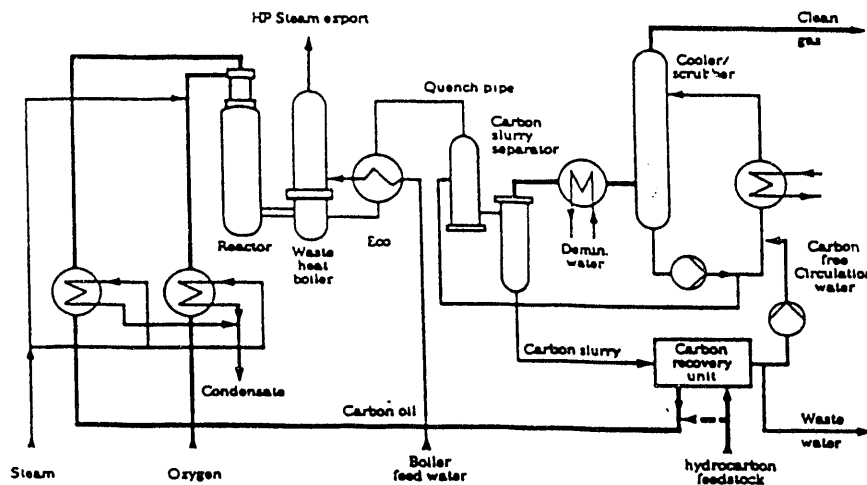 HP Steam export
Clean
gas
Cooler/
scrubber
Quench pipe
Carbon
slurry
separator
Reactor
Waste
heat
boiler
Eco
Demin.
water
Carbon
free
Circulation
water
Condensate
Carbon slurry
Carbon
recovery
unit
Carbon oil
Waste
water
Steam
Oxygen
Boiler
feed water
hydrocarbon
feedstock